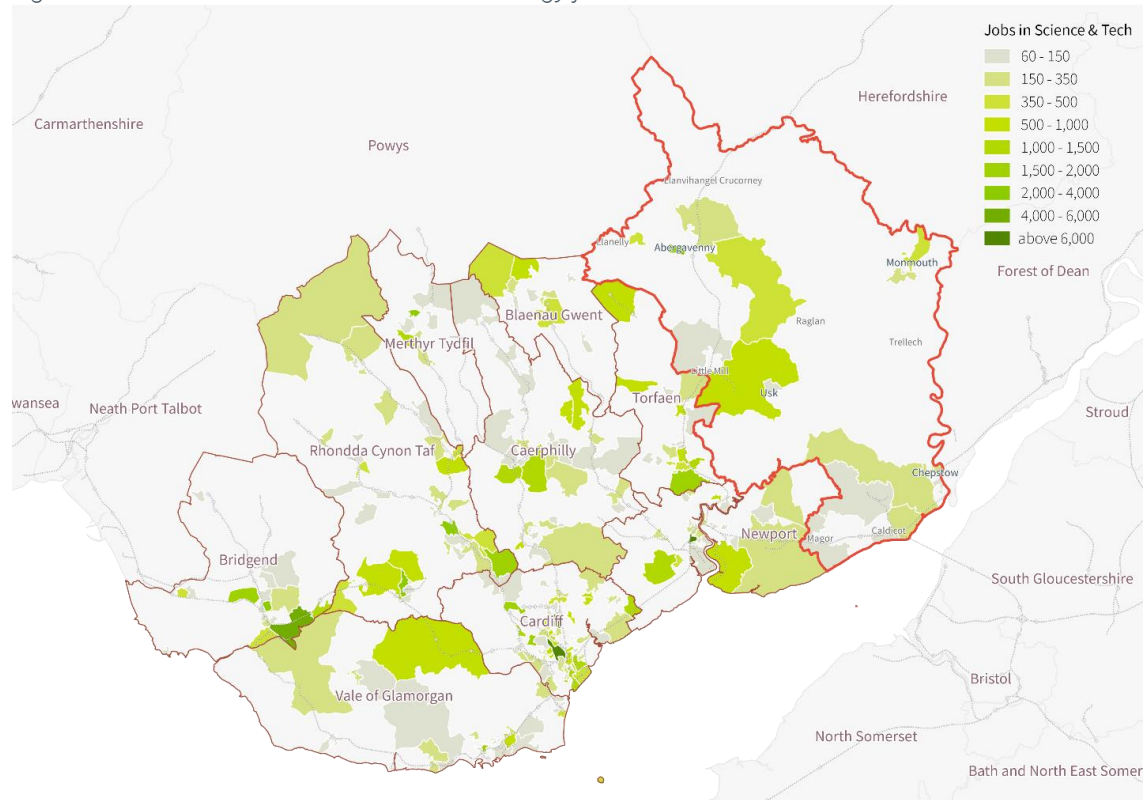 Jobs in Science & Tech
60 - 150
150 - 350
350 - 500
500 - 1,000
1,000 - 1,500
1,500 - 2,000
2,000 - 4,000
4,000 - 6,000
above 6,000
Herefordshire
Carmarthenshire
Powys
Llanvihangel Crucorney
Llanelly
Abergavenny
Monmouth
Forest of Dean
Blaenau Gwent
Raglan
Merthyr Tydfil
Trellech
Little Mill
Usk
Torfaen
wansea
Neath Port Talbot
Stroud
Rhondda Cynon Taf
Caerphilly
Chepstow
Newport
Magor
Caldicot
Bridgend
South Gloucestershire
Cardiff
Bristol
Vale of Glamorgan
North Somerset
Bath and North East Somer